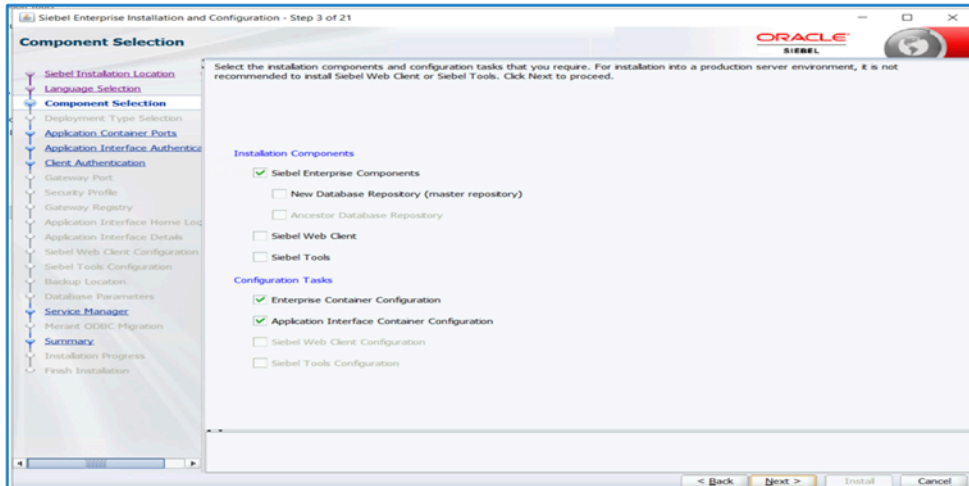 Siebel Enterprise Installation and Configuration - Step 3 of 21
Component Selection
ORACLE
SIEBEL
Siebel Installation Location
Language Selection
Component Selection
Deployment Type Selection
Application Container Ports
Application Interface Authentica
Client Authentication
Gateway Port
Security Profile
Gateway Registry
Application Interface Home Loc
Application Interface Details
Siebel Web Client Configuration
Siebel Tools Configuration
Backup Location
Database Parameters
Service Manager
Merant ODBC Migration
Summary
Installation Progress
Finish Installation
Select the installation components and configuration tasks that you require. For installation into a production server environment, it is not
recommended to install Siebel Web Client or Siebel Tools. Click Next to proceed.
Installation Components
Siebel Enterprise Components
New Database Repository (master repository)
Ancestor Database Repository
Siebel Web Client
Siebel Tools
Configuration Tasks
Enterprise Container Configuration
Application Interface Container Configuration
Siebel Web Client Configuration
Siebel Tools Configuration
< Back Next > Install Cancel